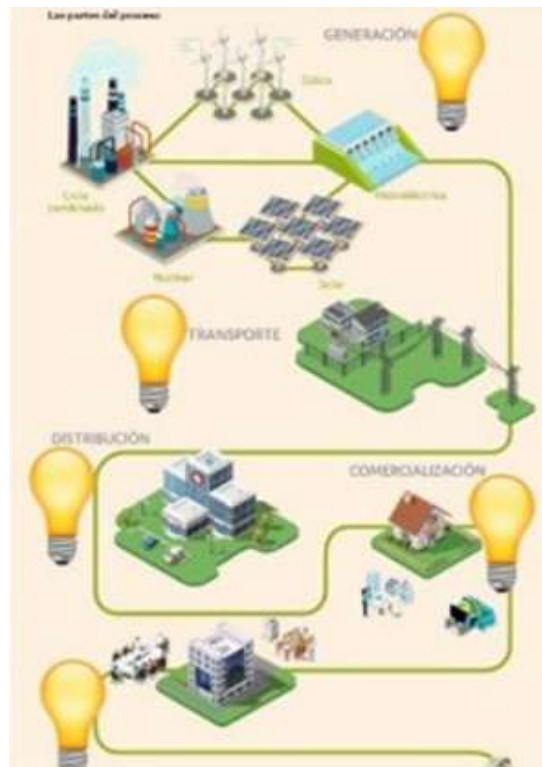 Las partes del proceso
GENERACIÓN
Eólica
Ciclo
combinado
Hidroeléctrica
Nuclear
Solar
TRANSPORTE
DISTRIBUCIÓN
COMERCIALIZACIÓN